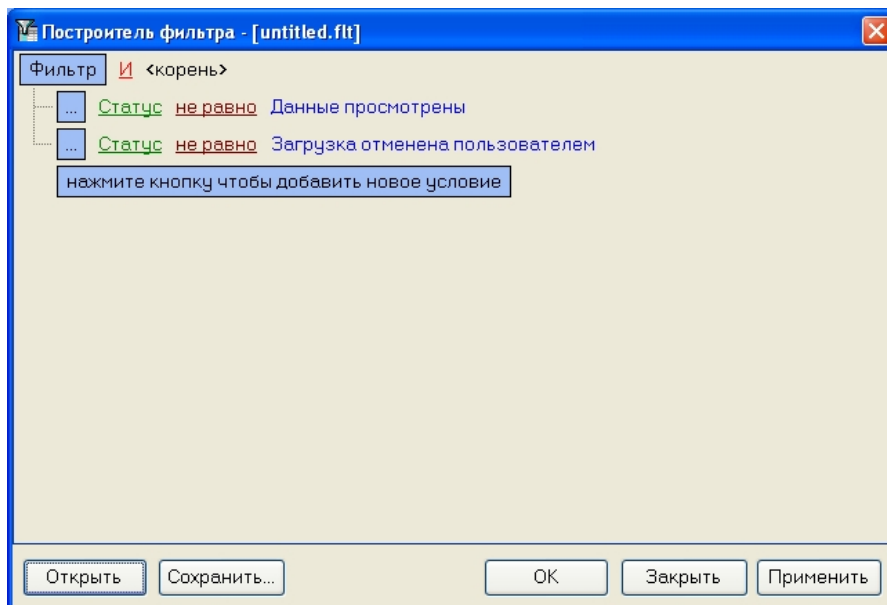 Построитель фильтра - [untitled.flt]
Фильтр И <корень>
... Статус не равно Данные просмотрены
... Статус не равно Загрузка отменена пользователем
нажмите кнопку чтобы добавить новое условие
Открыть Сохранить... OK Закрыть Применить